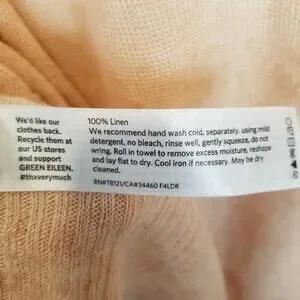 We'd like our
clothes back.
Recycle them at
our US stores
and support
GREEN EILEEN.
#thxverymuch
100% Linen
We recommend hand wash cold, separately. using mild
detergent, no bleach, rinse well, gently squeeze, do not
wring. Roll in towel to remove excess moisture, reshape
and lay flat to dry. Cool iron if necessary. May be dry
cleaned.
RN#78121/CA#34460 F4LDR